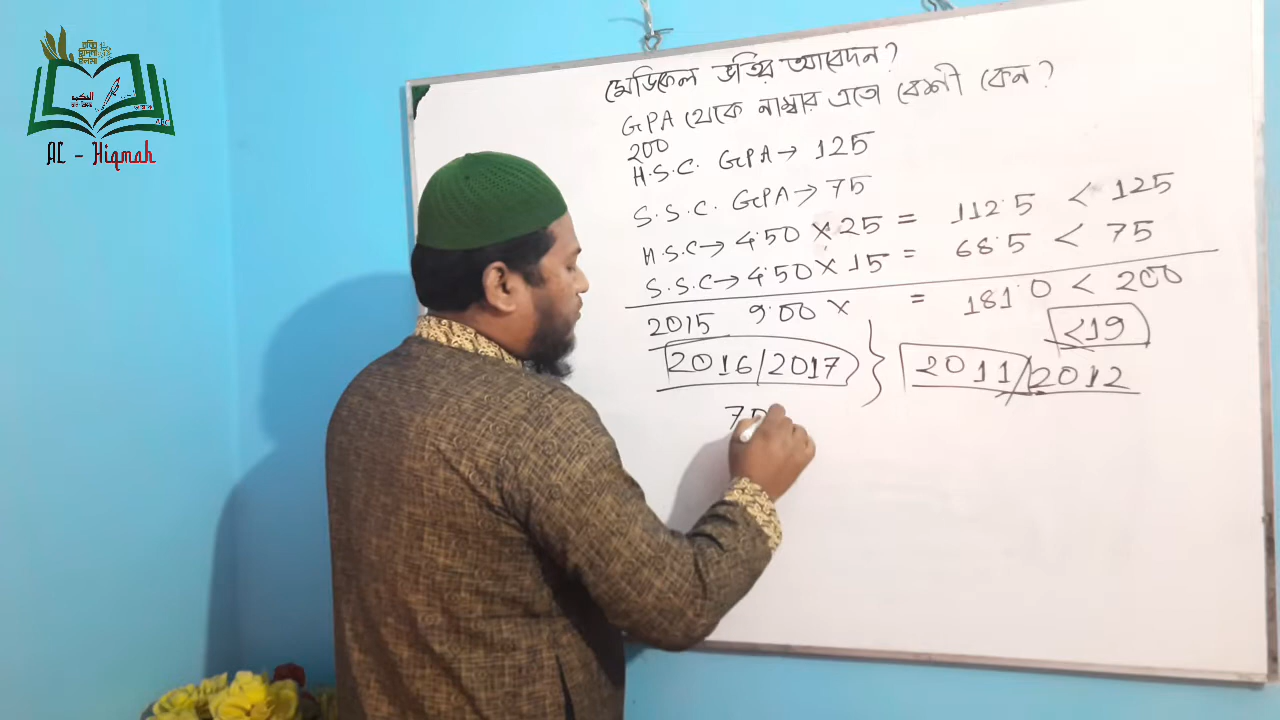 AL - Hiqmah
মেডিকেল ভর্তির আবেদন?
GPA থেকে নাম্বার এতো বেশী কেন?
200
H.S.C. GPA → 125
S.S.C. GPA → 75
H.S.C → 4.50 × 25 = 112.5 < 125
S.S.C → 4.50 × 15 = 68.5 < 75
2015 9.00 × = 181.0 < 200
<19
2016/2017 } 2011/2012